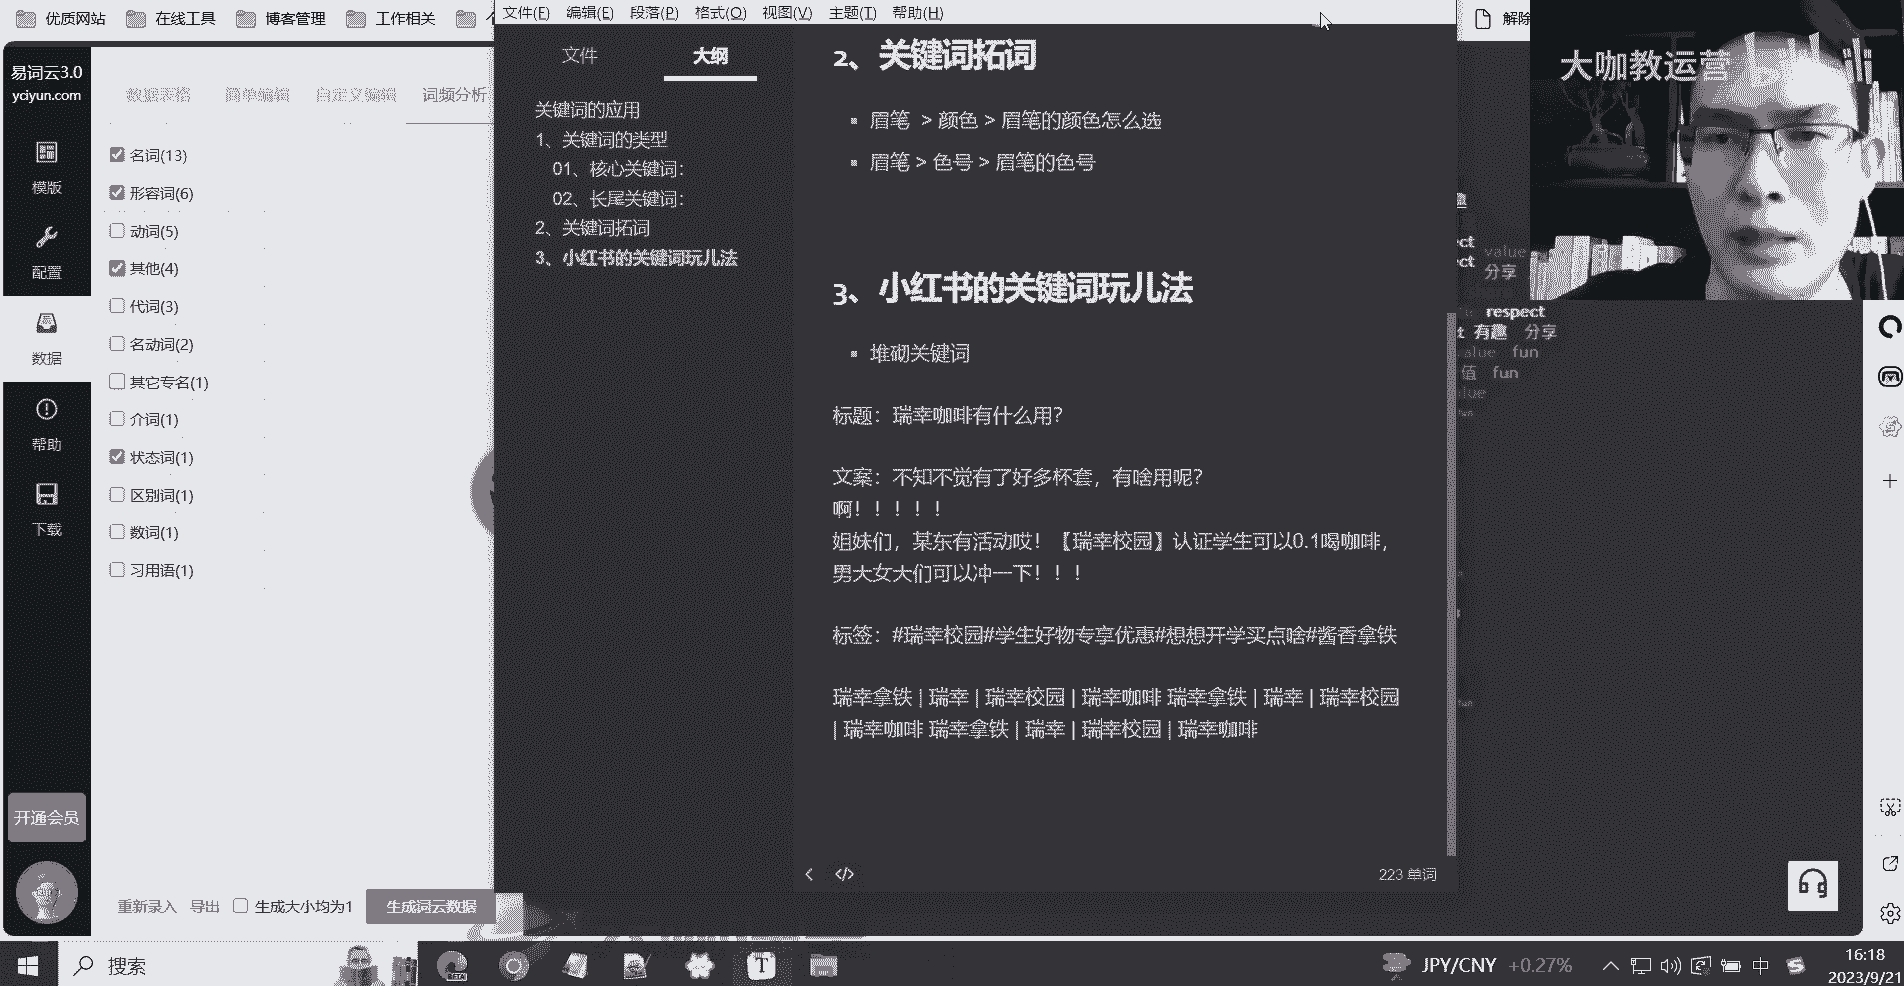 优质网站
在线工具
博客管理
工作相关
文件(F) 编辑(E) 段落(P) 格式(O) 视图(V) 主题(T) 帮助(H)
解除
易词云3.0
yciyun.com
模版
配置
数据
帮助
下载
开通会员
数据表格 简单编辑 自定义编辑 词频分析
名词(13)
形容词(6)
动词(5)
其他(4)
代词(3)
名动词(2)
其它专名(1)
介词(1)
状态词(1)
区别词(1)
数词(1)
习用语(1)
重新录入 导出 生成大小均为1 生成词云数据
文件 大纲
关键词的应用
1、关键词的类型
01、核心关键词：
02、长尾关键词：
2、关键词拓词
3、小红书的关键词玩儿法
2、关键词拓词
眉笔 > 颜色 > 眉笔的颜色怎么选
眉笔 > 色号 > 眉笔的色号
3、小红书的关键词玩儿法
堆砌关键词
标题：瑞幸咖啡有什么用？
文案：不知不觉有了好多杯套，有啥用呢？
啊！！！！！
姐妹们，某东有活动哎！【瑞幸校园】认证学生可以0.1喝咖啡，
男大女大们可以冲一下！！！
标签：#瑞幸校园#学生好物专享优惠#想想开学买点啥#酱香拿铁
瑞幸拿铁 | 瑞幸 | 瑞幸校园 | 瑞幸咖啡 瑞幸拿铁 | 瑞幸 | 瑞幸校园
| 瑞幸咖啡 瑞幸拿铁 | 瑞幸 | 瑞幸校园 | 瑞幸咖啡
223 单词
大咖教运营
value
分享
respect
有趣 分享
fun
值 fun
搜索
JPY/CNY +0.27%
中
16:18
2023/9/21